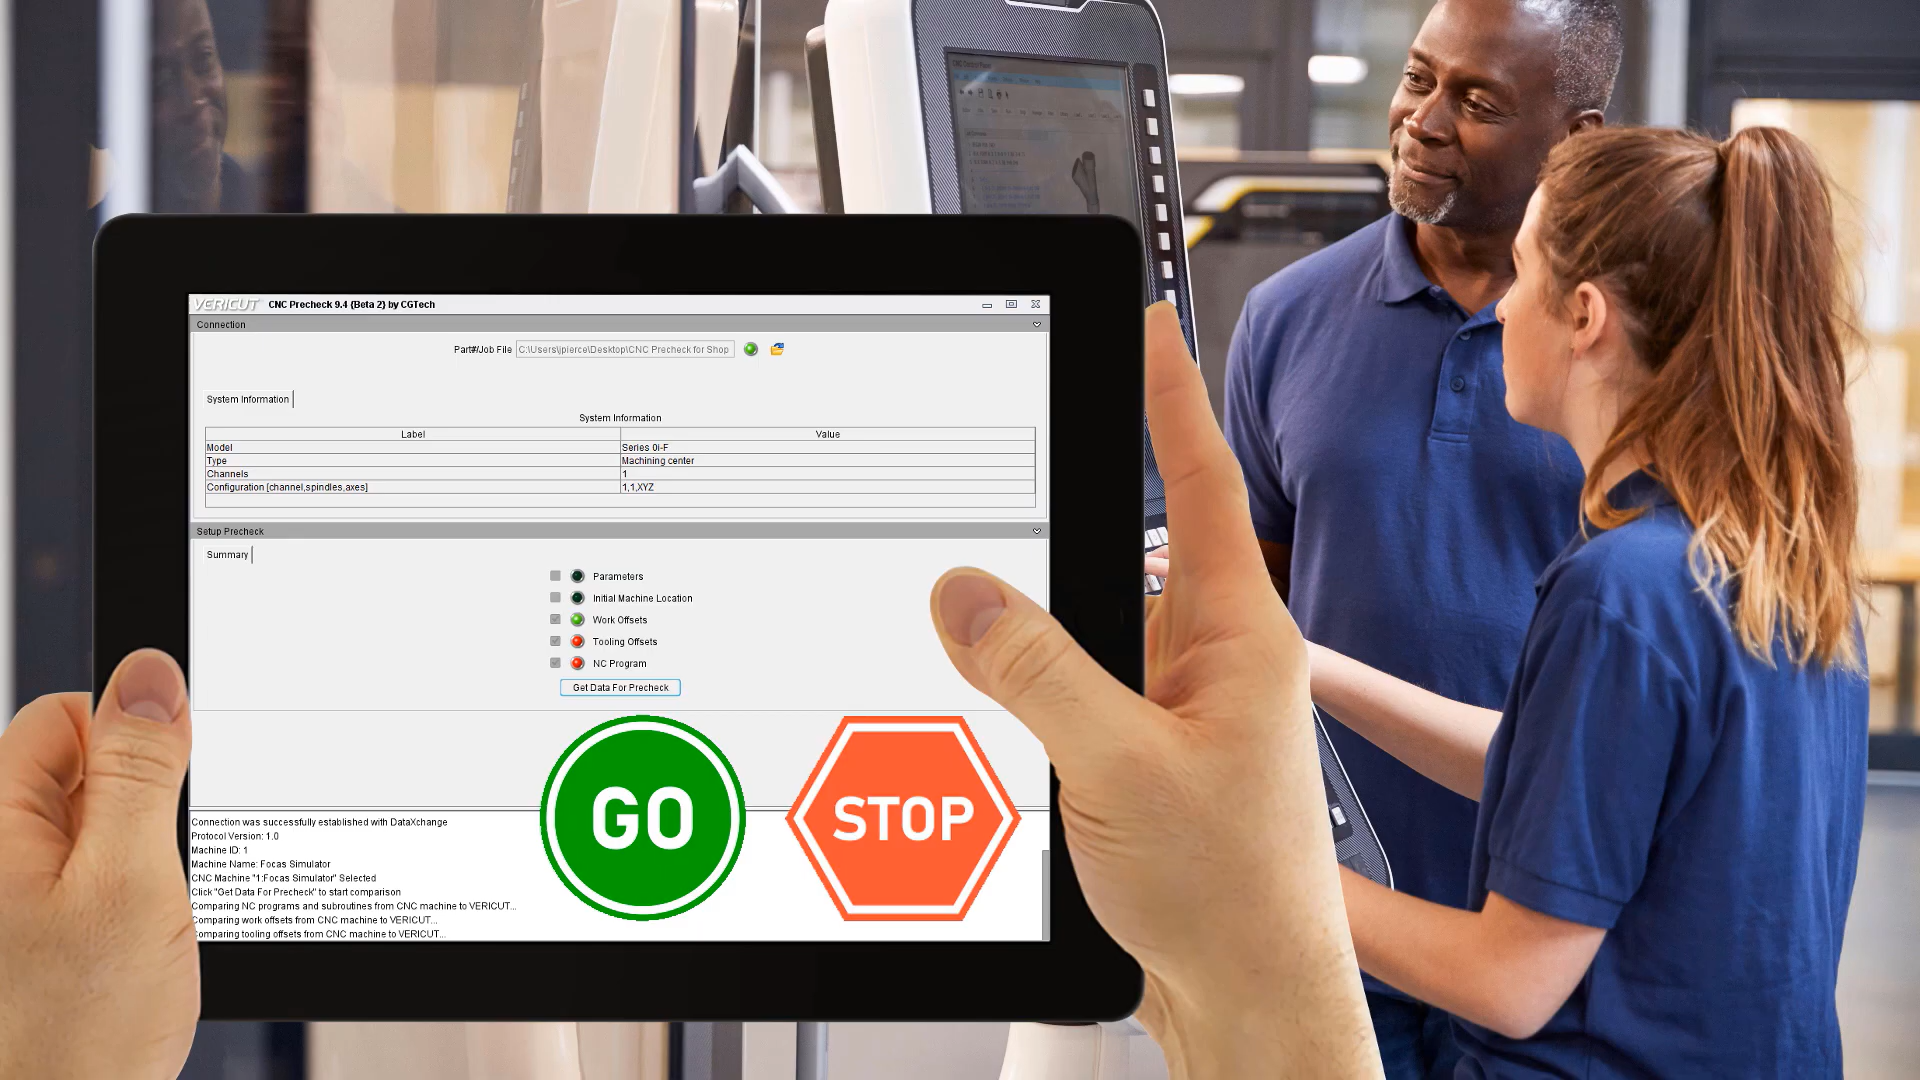 VERICUT CNC Precheck 9.4 (Beta 2) by CGTech
Connection
Part#/Job File C:\Users\jpierce\Desktop\CNC Precheck for Shop
System Information
System Information
Label Value
Model Series 0i-F
Type Machining center
Channels 1
Configuration [channel,spindles,axes] 1,1,XYZ
Setup Precheck
Summary
Parameters
Initial Machine Location
Work Offsets
Tooling Offsets
NC Program
Get Data For Precheck
GO
STOP
Connection was successfully established with DataXchange
Protocol Version: 1.0
Machine ID: 1
Machine Name: Focas Simulator
CNC Machine "1:Focas Simulator" Selected
Click "Get Data For Precheck" to start comparison
Comparing NC programs and subroutines from CNC machine to VERICUT...
Comparing work offsets from CNC machine to VERICUT...
Comparing tooling offsets from CNC machine to VERICUT...